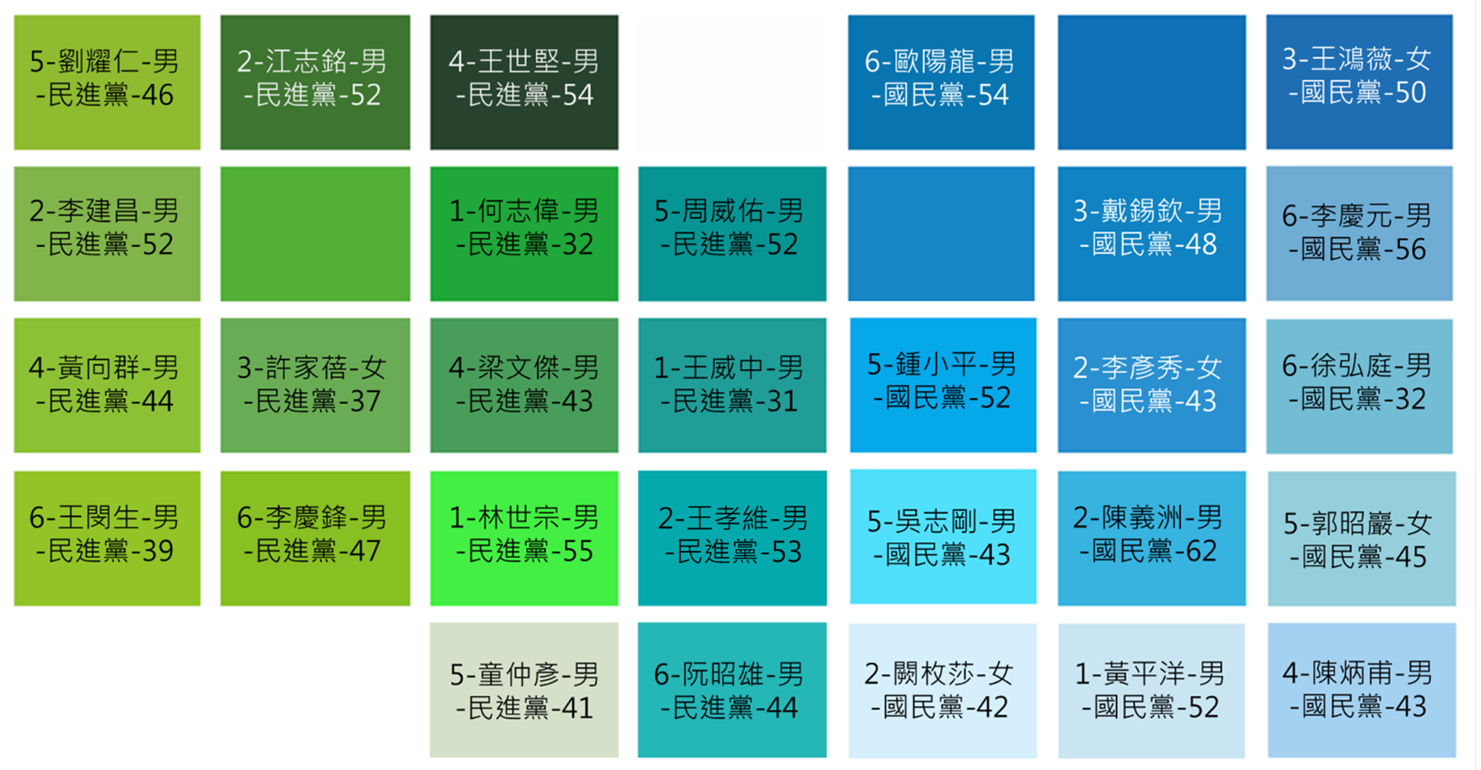 5-劉耀仁-男
-民進黨-46
2-江志銘-男
-民進黨-52
4-王世堅-男
-民進黨-54
6-歐陽龍-男
-國民黨-54
3-王鴻薇-女
-國民黨-50
2-李建昌-男
-民進黨-52
1-何志偉-男
-民進黨-32
5-周威佑-男
-民進黨-52
3-戴錫欽-男
-國民黨-48
6-李慶元-男
-國民黨-56
4-黃向群-男
-民進黨-44
3-許家蓓-女
-民進黨-37
4-梁文傑-男
-民進黨-43
1-王威中-男
-民進黨-31
5-鍾小平-男
-國民黨-52
2-李彥秀-女
-國民黨-43
6-徐弘庭-男
-國民黨-32
6-王閔生-男
-民進黨-39
6-李慶鋒-男
-民進黨-47
1-林世宗-男
-民進黨-55
2-王孝維-男
-民進黨-53
5-吳志剛-男
-國民黨-43
2-陳義洲-男
-國民黨-62
5-郭昭巖-女
-國民黨-45
5-童仲彥-男
-民進黨-41
6-阮昭雄-男
-民進黨-44
2-闕枚莎-女
-國民黨-42
1-黃平洋-男
-國民黨-52
4-陳炳甫-男
-國民黨-43